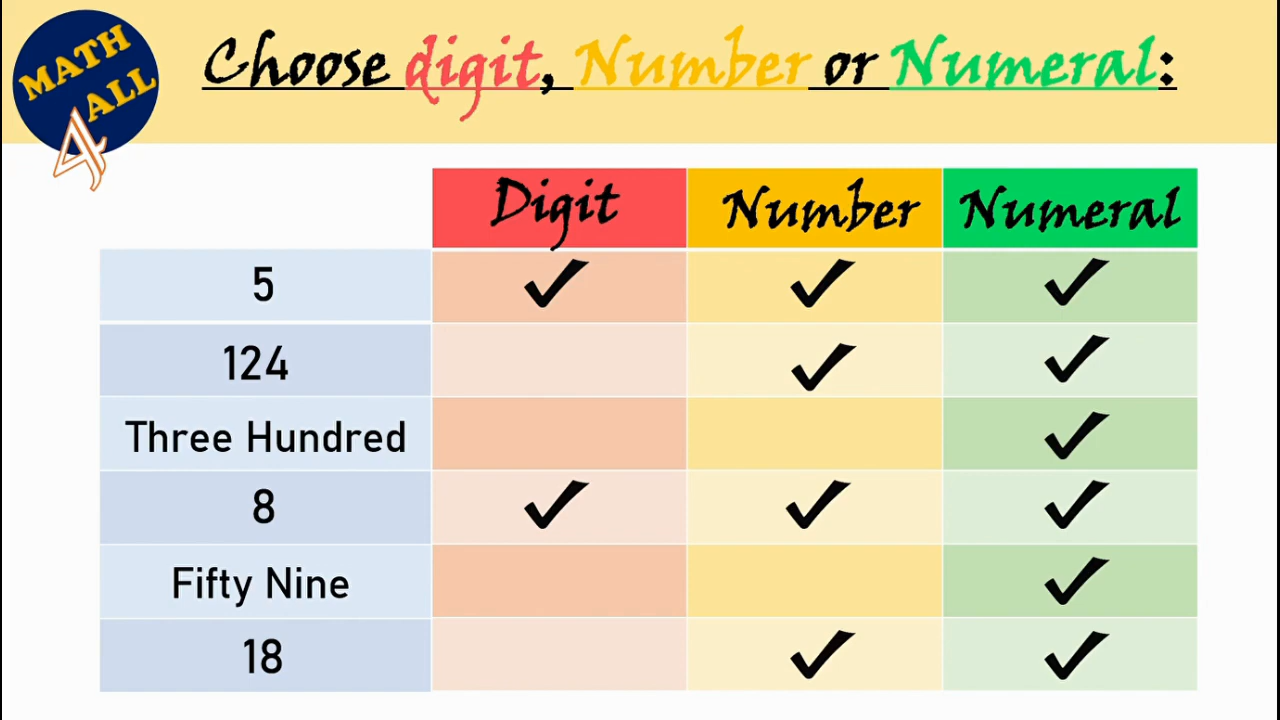 MATH
4 ALL
Choose digit, Number or Numeral:
Digit Number Numeral
5 ✓ ✓ ✓
124 ✓ ✓
Three Hundred ✓
8 ✓ ✓ ✓
Fifty Nine ✓
18 ✓ ✓